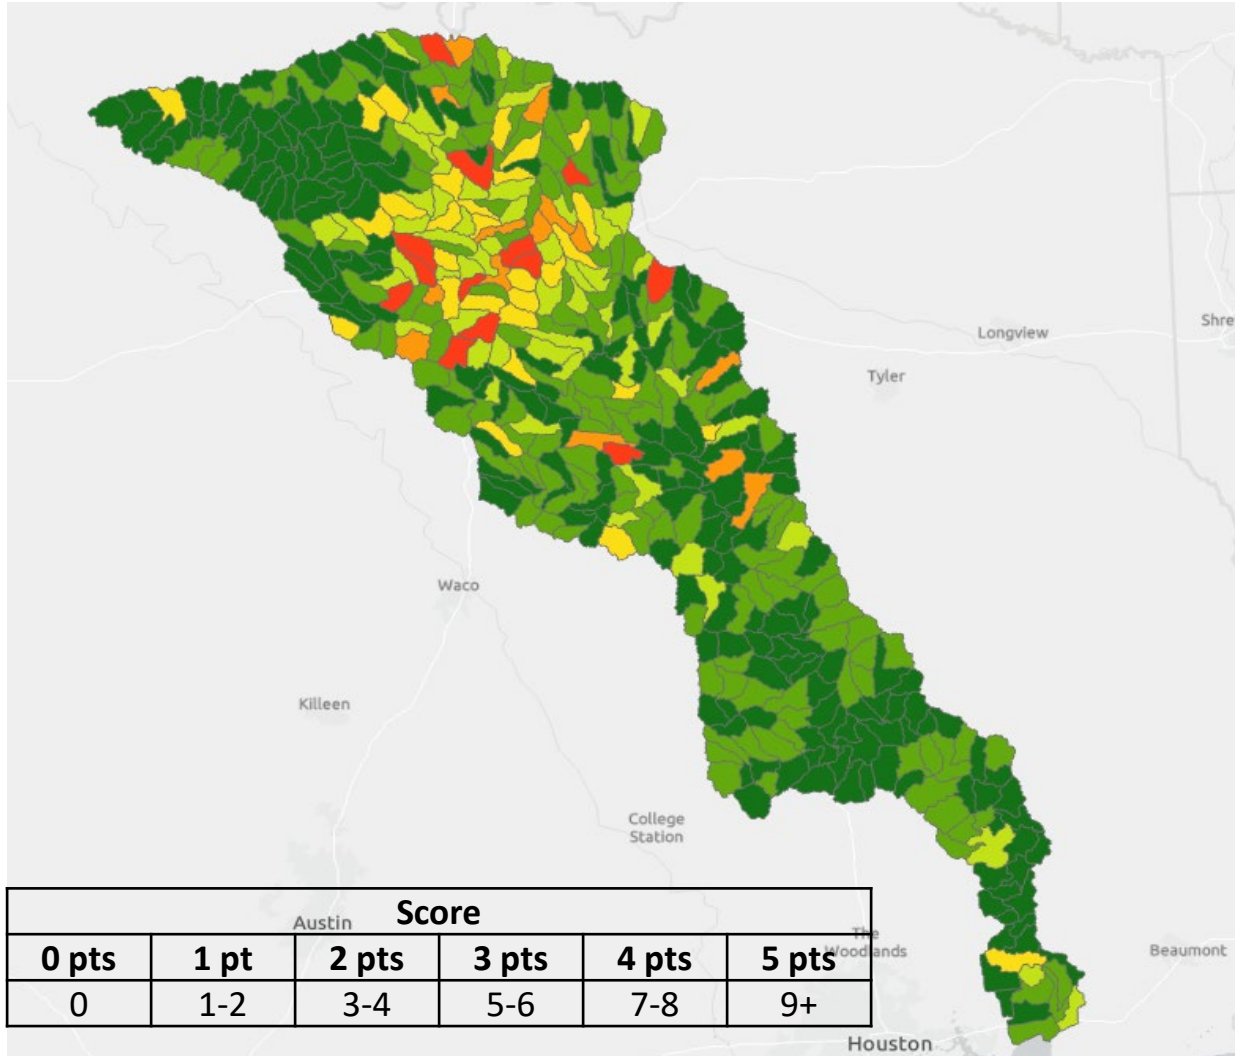 Longview
Shre
Tyler
Waco
Killeen
College
Station
Austin
The
Woodlands
Beaumont
Houston
Score
0 pts 1 pt 2 pts 3 pts 4 pts 5 pts
0 1-2 3-4 5-6 7-8 9+